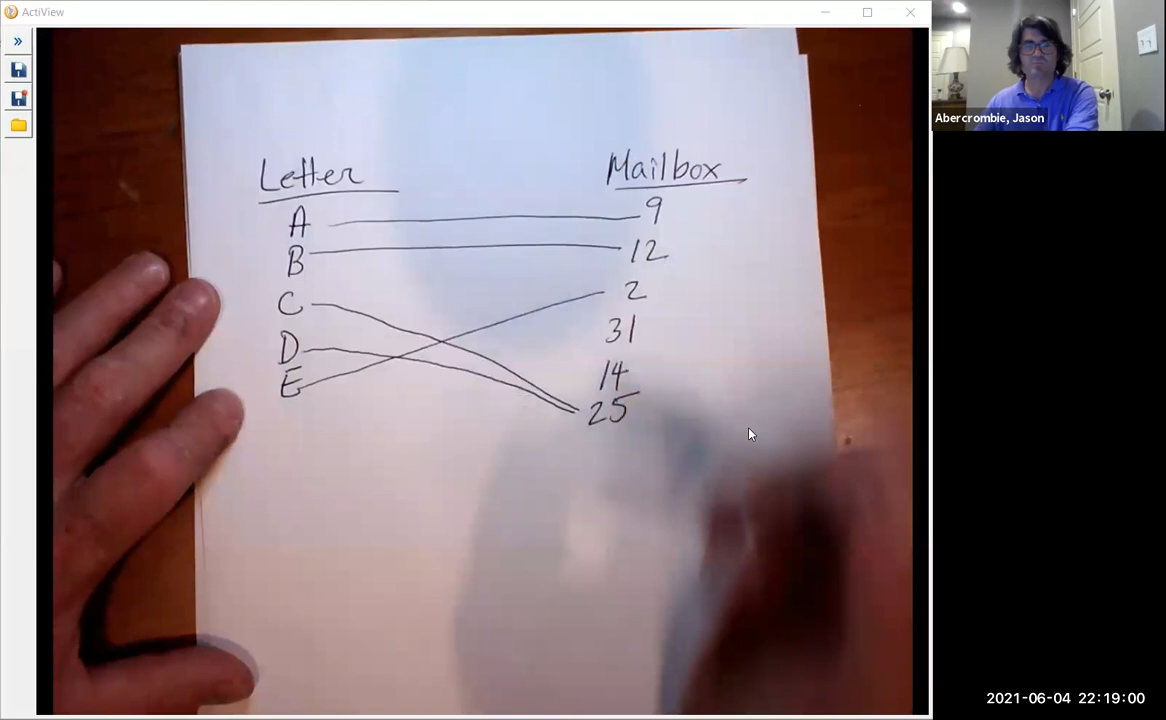 ActiView
Abercrombie, Jason
Letter Mailbox
A 9
B 12
C 2
D 31
E 14
25
2021-06-04 22:19:00